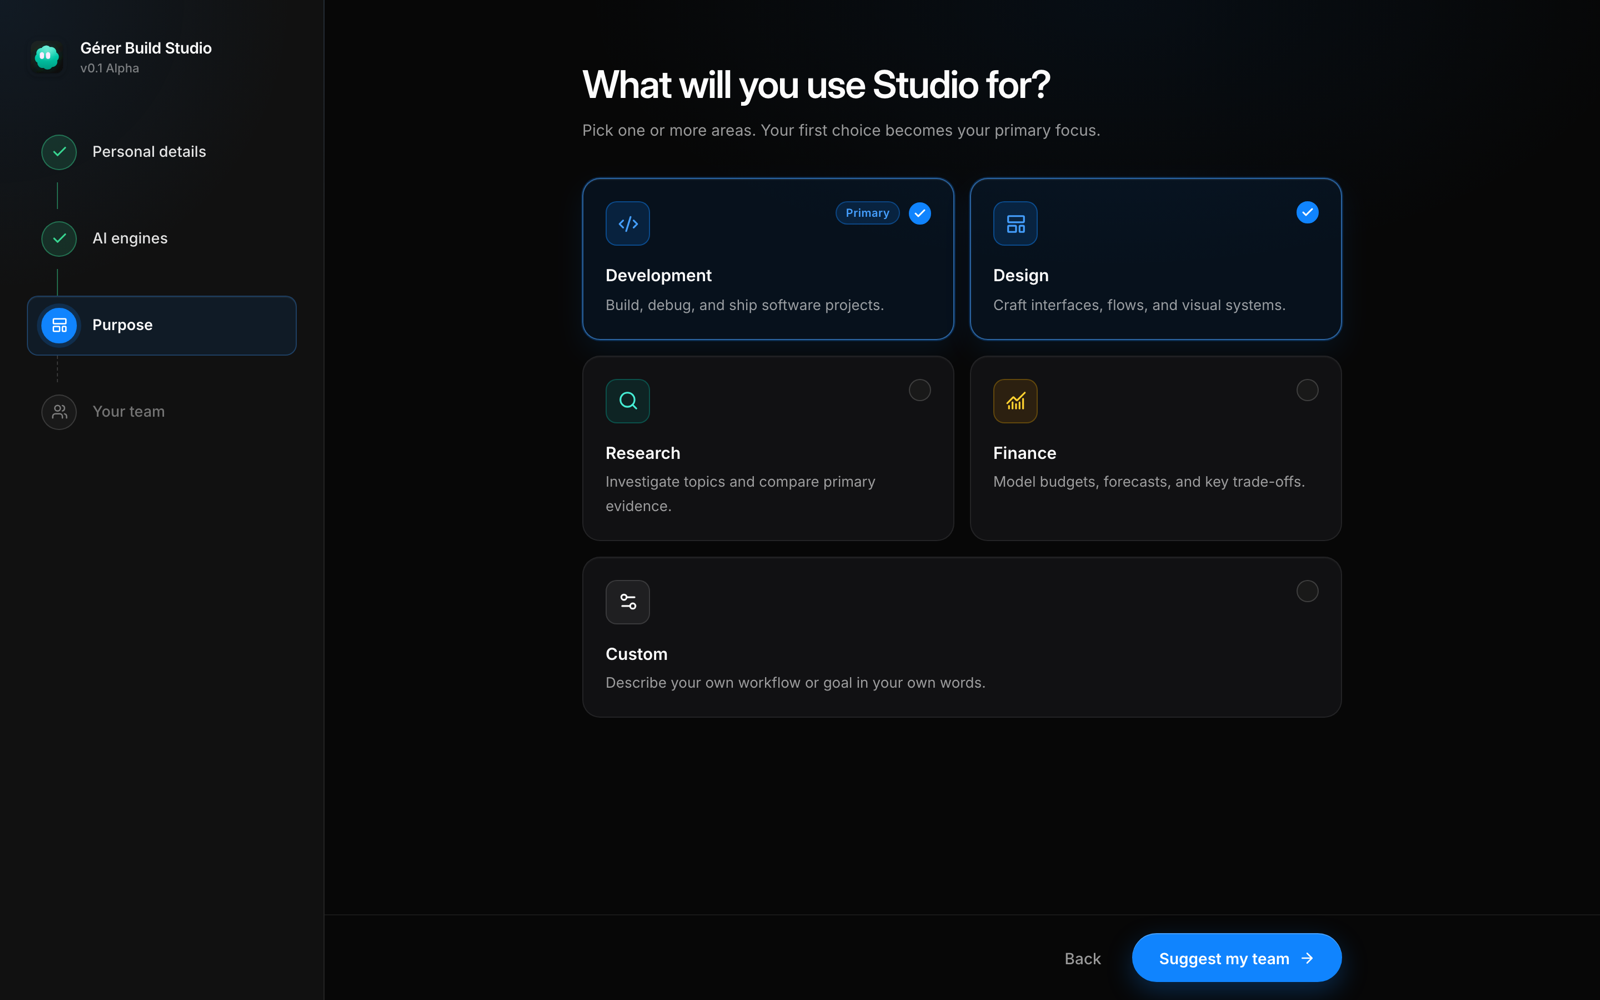 Gérer Build Studio
v0.1 Alpha
Personal details
AI engines
Purpose
Your team
What will you use Studio for?
Pick one or more areas. Your first choice becomes your primary focus.
Primary
Development
Build, debug, and ship software projects.
Design
Craft interfaces, flows, and visual systems.
Research
Investigate topics and compare primary
evidence.
Finance
Model budgets, forecasts, and key trade-offs.
Custom
Describe your own workflow or goal in your own words.
Back
Suggest my team